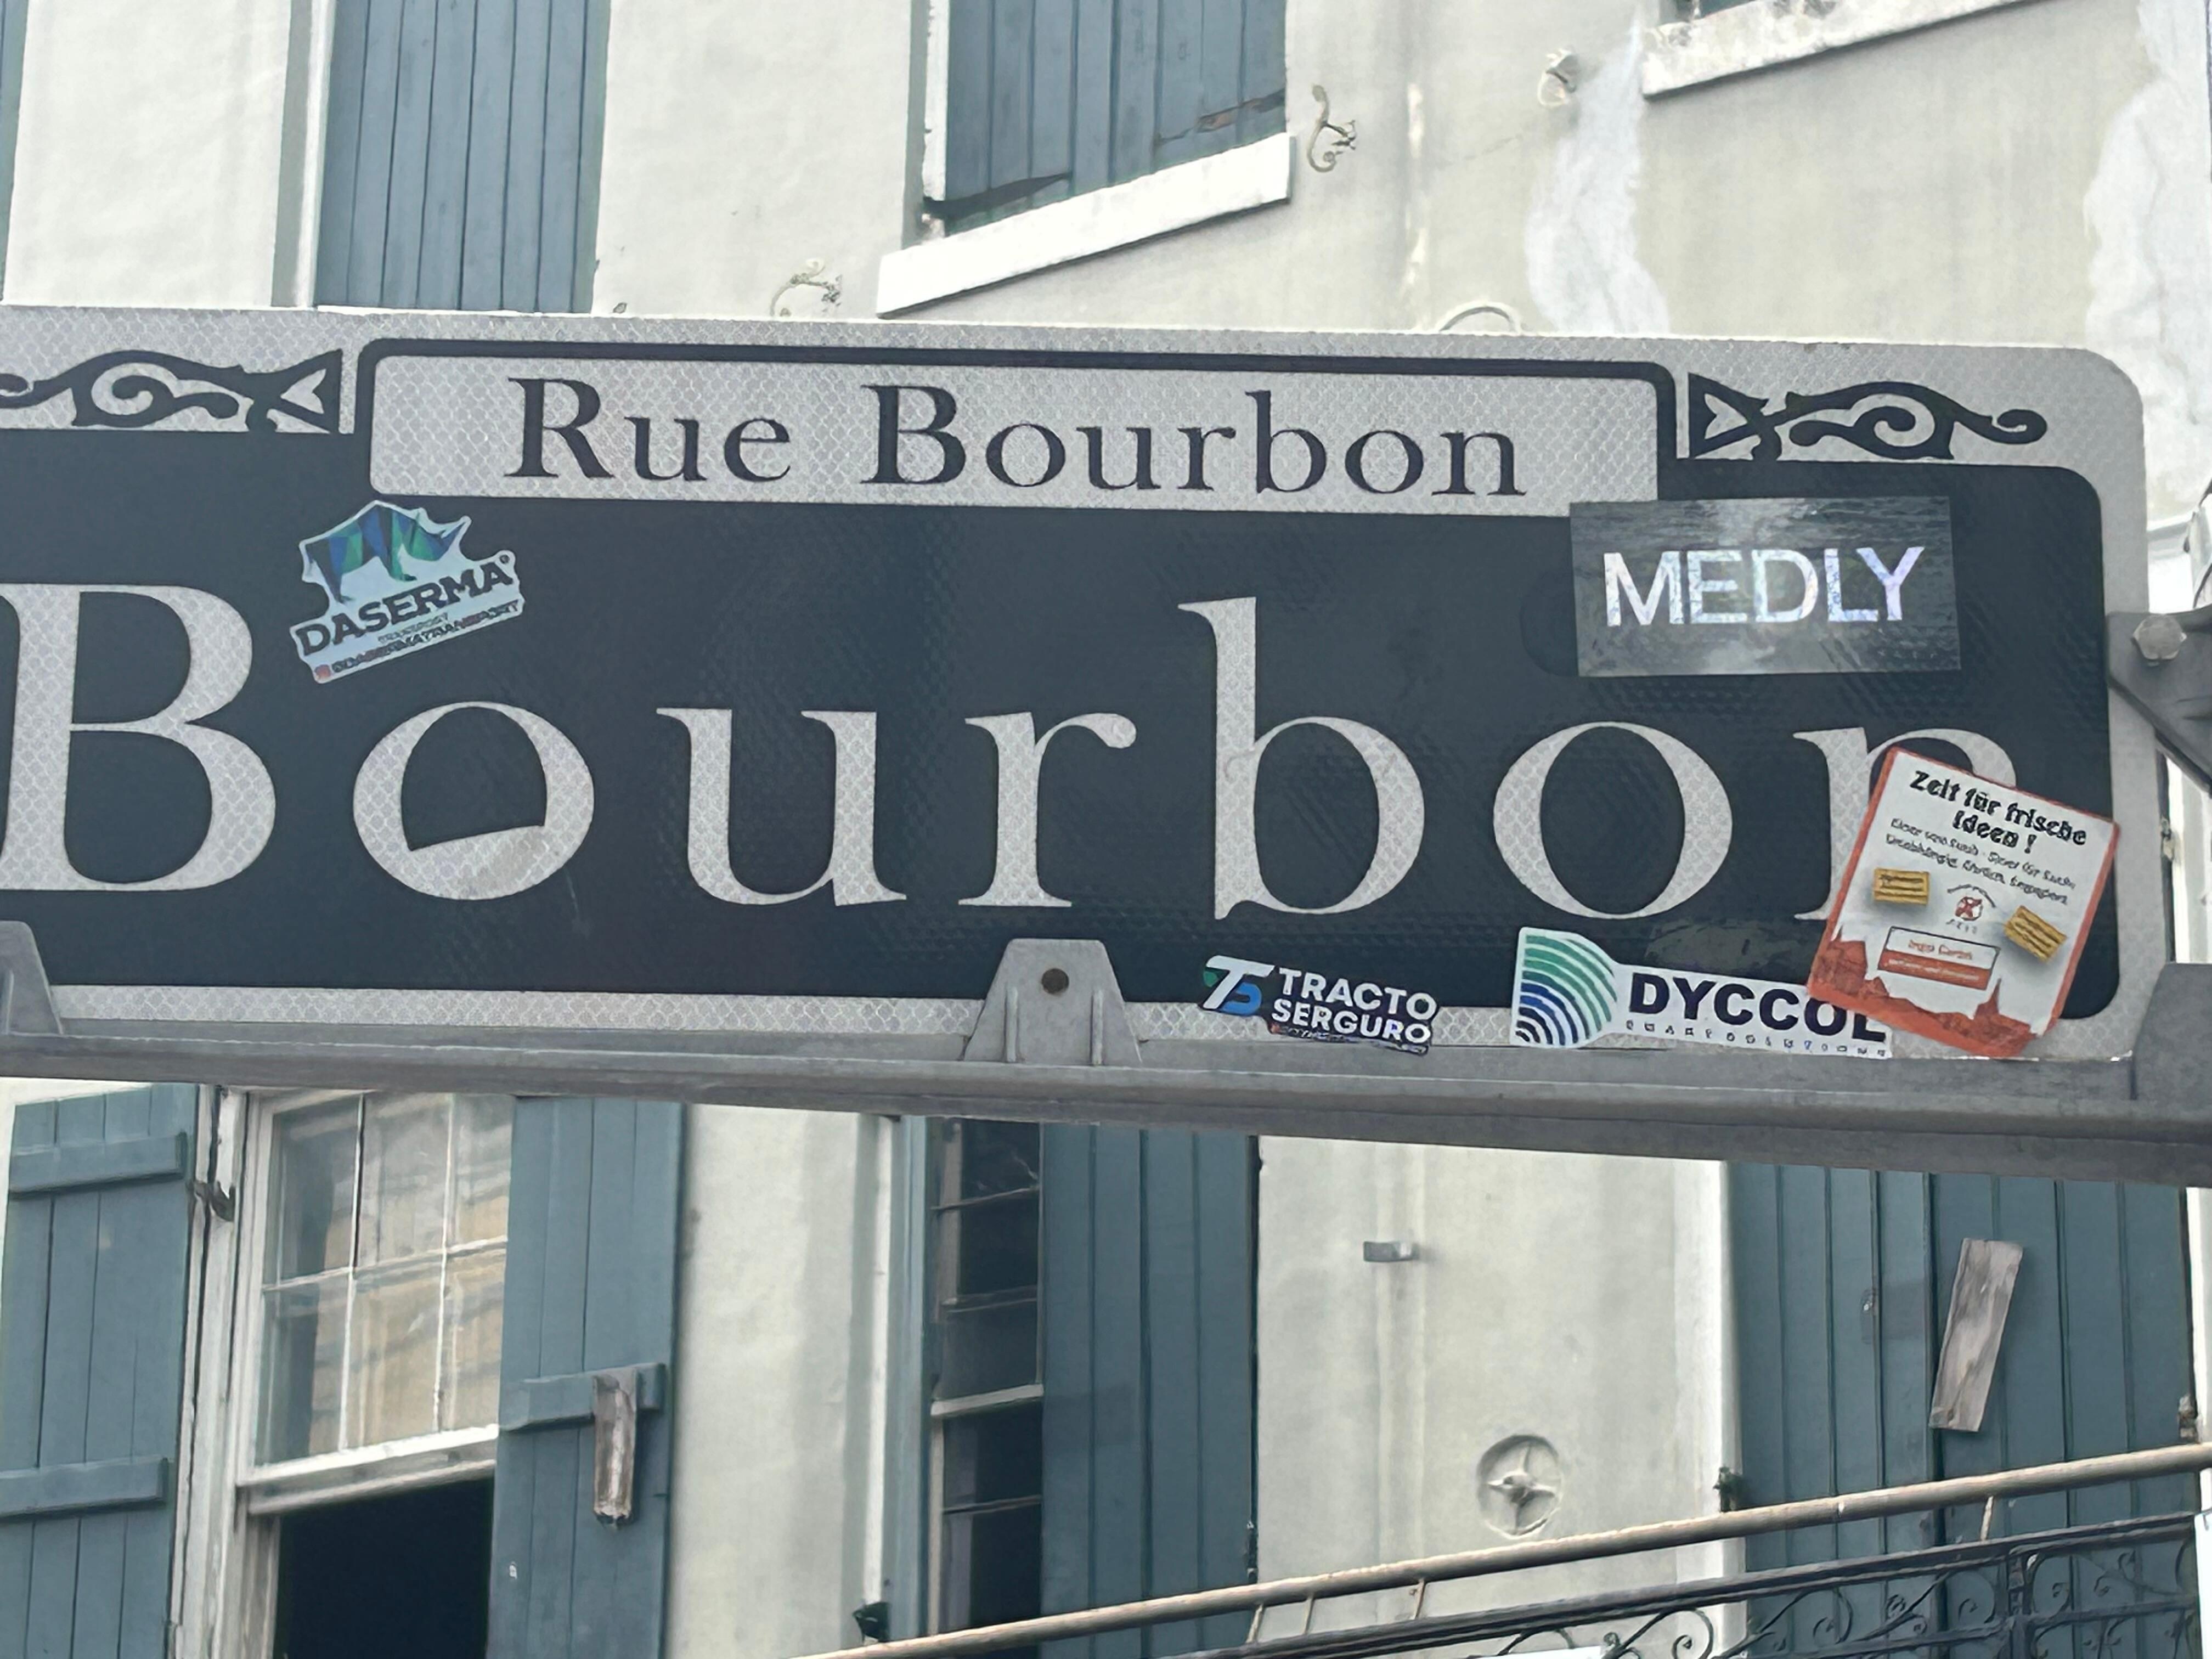 Rue Bourbon
DASERMA®
MEDLY
Bourbon
Zeit für frische
Ideen !
TRACTO
SERGURO
DYCCOL